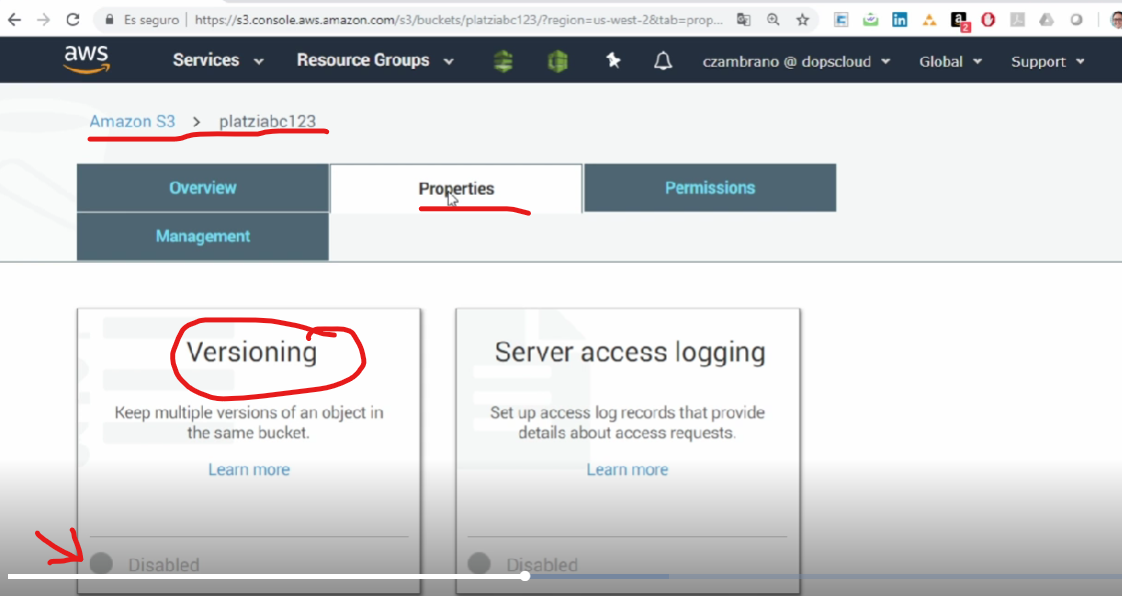 Es seguro | https://s3.console.aws.amazon.com/s3/buckets/platziabc123/?region=us-west-2&tab=prop...
2
aws Services Resource Groups czambrano @ dopscloud Global Support
Amazon S3 > platziabc123
Overview Properties Permissions
Management
Versioning
Keep multiple versions of an object in
the same bucket.
Learn more
Disabled
Server access logging
Set up access log records that provide
details about access requests.
Learn more
Disabled